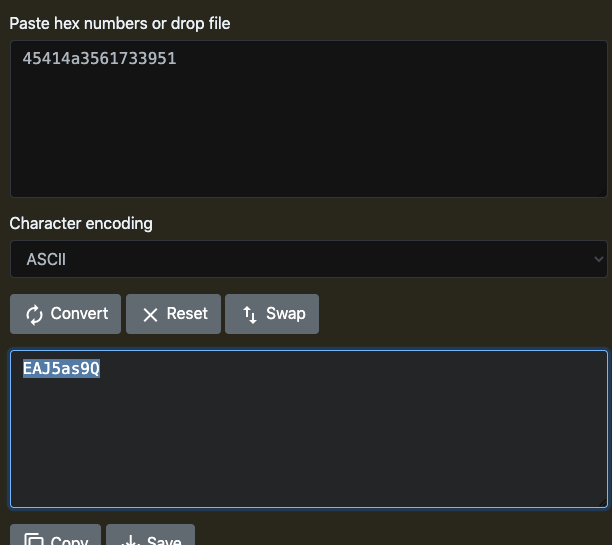 Paste hex numbers or drop file
45414a3561733951
Character encoding
ASCII
Convert Reset Swap
EAJ5as9Q
Copy Save